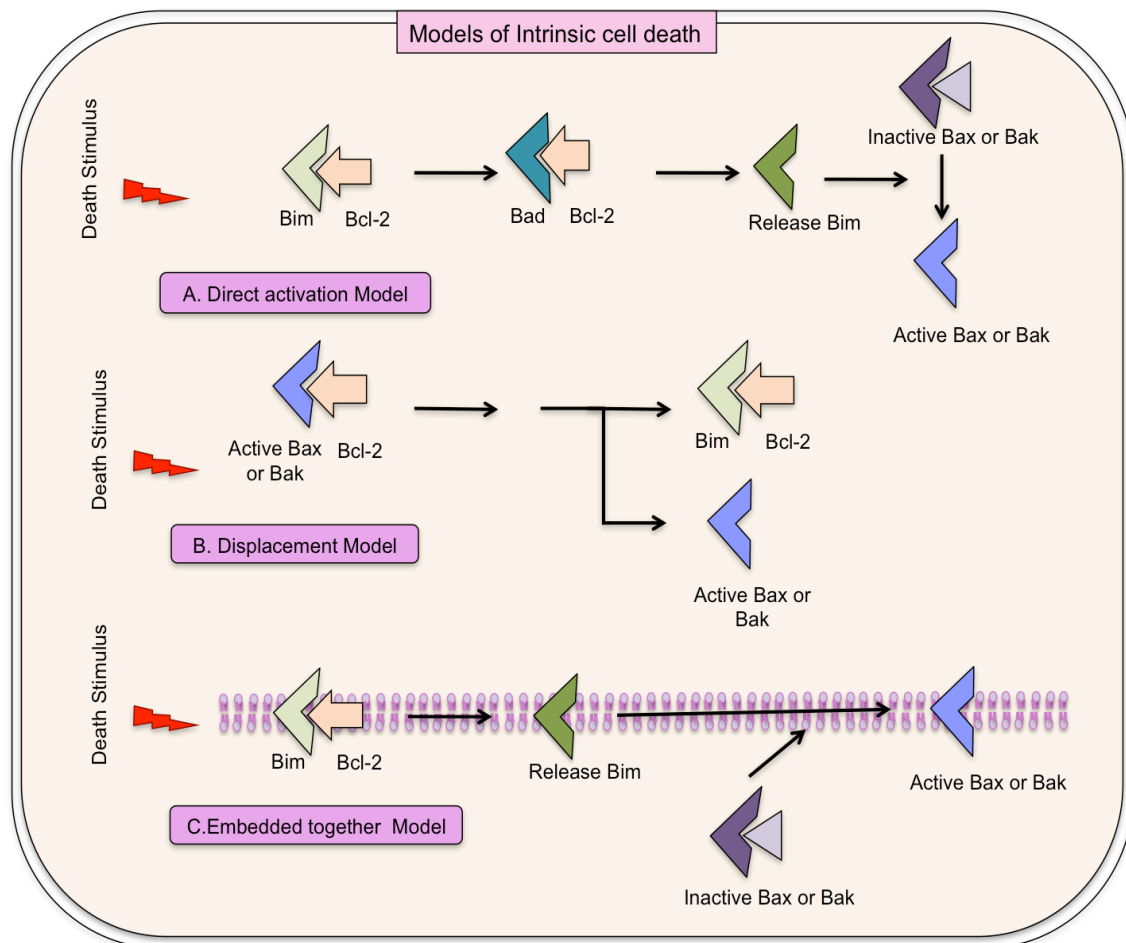 Models of Intrinsic cell death
Death Stimulus
Inactive Bax or Bak
Bim
Bcl-2
Bad
Bcl-2
Release Bim
Active Bax or Bak
A. Direct activation Model
Death Stimulus
Active Bax
or Bak
Bcl-2
Bim
Bcl-2
Active Bax or
Bak
B. Displacement Model
Death Stimulus
Bim
Bcl-2
Release Bim
Active Bax or Bak
Inactive Bax or Bak
C.Embedded together Model